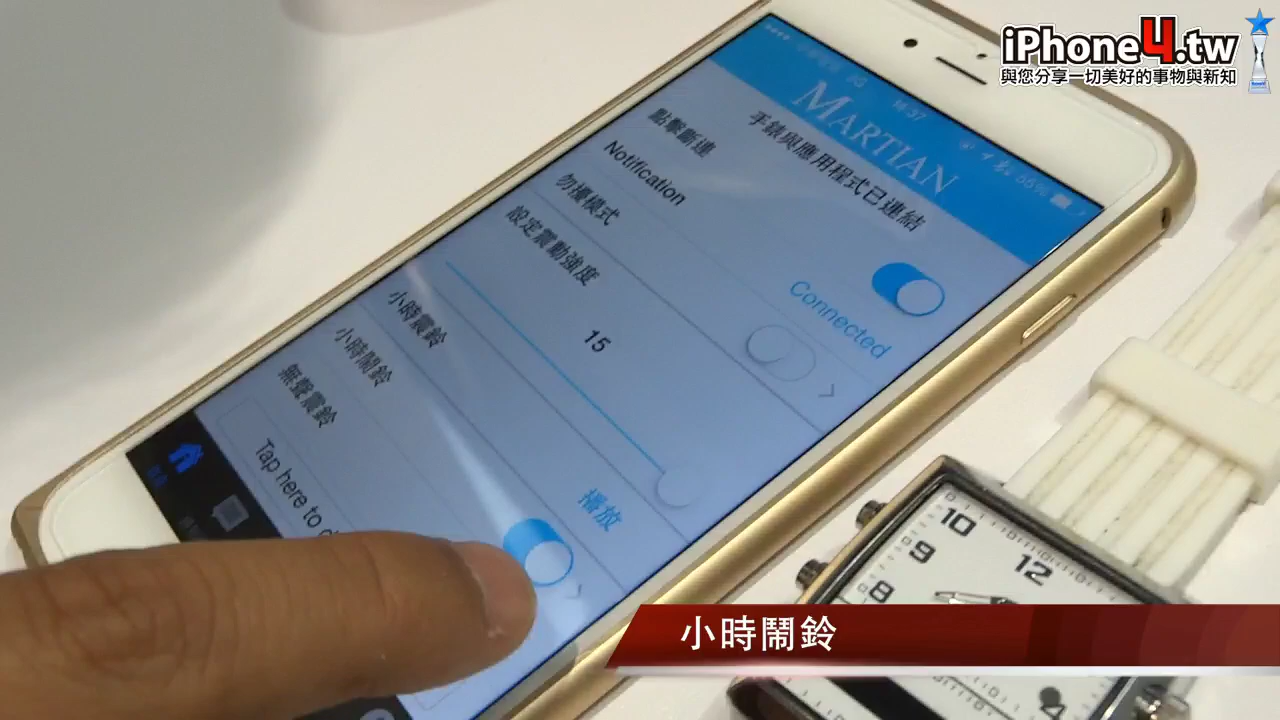 iPhone4.tw
與您分享一切美好的事物與新知
16:37
66%
MARTIAN
手錶與應用程式已連結
點擊斷連
Connected
Notification
勿擾模式
設定震動強度
15
小時震鈴
播放
小時鬧鈴
無聲震鈴
Tap here to
10
9
8
12
小時鬧鈴